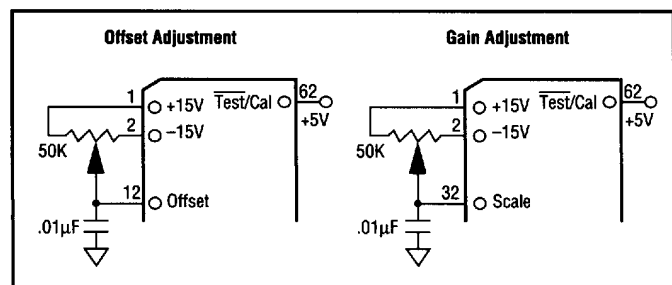 Offset Adjustment
1
+15V
2
–15V
50K
12
Offset
.01µF
Test/Cal
62
+5V
Gain Adjustment
1
+15V
2
–15V
50K
32
Scale
.01µF
Test/Cal
62
+5V